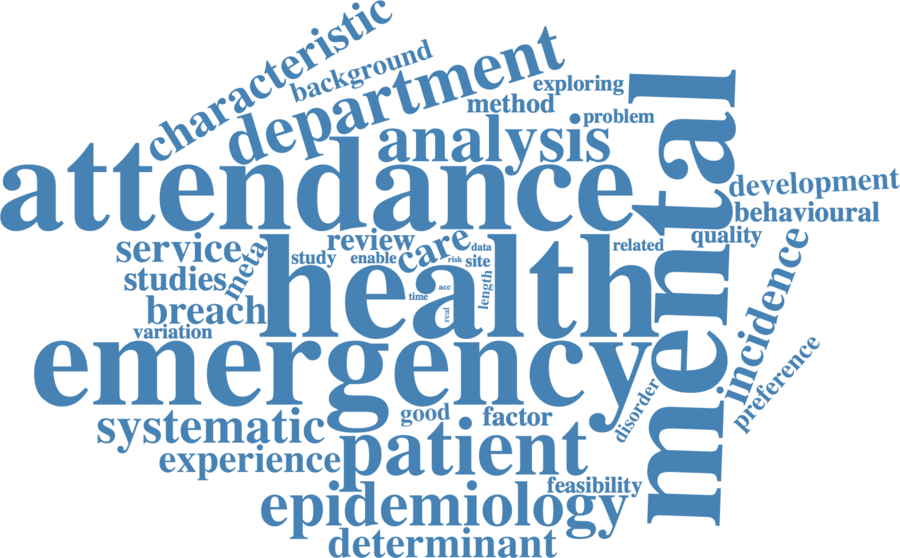 characteristic
background
department
exploring
method
problem
analysis
mental
attendance
development
behavioural
quality
service
meta
review
care
data
related
study
enable
risk
site
studies
health
length
incidence
time
acc
real
breach
variation
emergency
preference
disorder
systematic
good
factor
patient
experience
feasibility
epidemiology
determinant